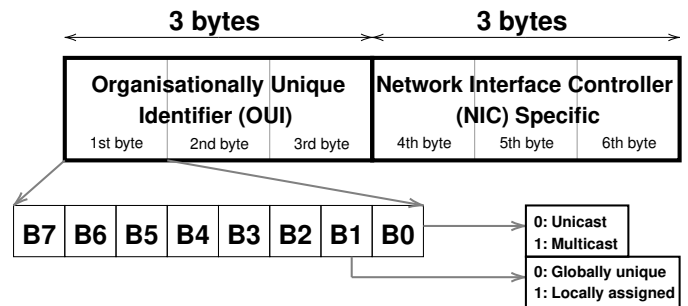 3 bytes 3 bytes
Organisationally Unique Network Interface Controller
Identifier (OUI) (NIC) Specific
1st byte 2nd byte 3rd byte 4th byte 5th byte 6th byte
B7 B6 B5 B4 B3 B2 B1 B0
0: Unicast
1: Multicast
0: Globally unique
1: Locally assigned